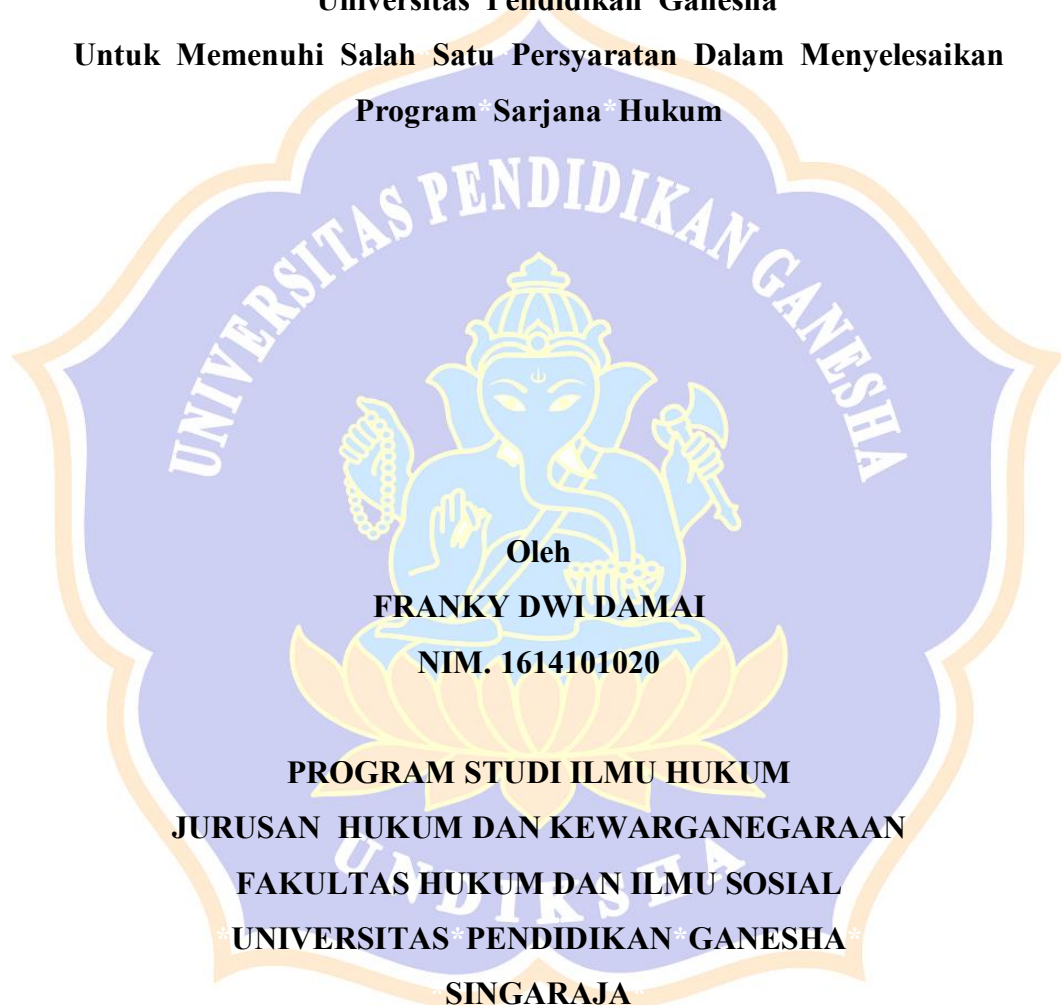 Universitas Pendidikan Ganesha
Untuk Memenuhi Salah Satu Persyaratan Dalam Menyelesaikan
Program*Sarjana*Hukum
UNIVERSITAS PENDIDIKAN GANESHA
Oleh
FRANKY DWI DAMAI
NIM. 1614101020
PROGRAM STUDI ILMU HUKUM
JURUSAN HUKUM DAN KEWARGANEGARAAN
UNDIKSHA
FAKULTAS HUKUM DAN ILMU SOSIAL
*UNIVERSITAS*PENDIDIKAN*GANESHA*
*SINGARAJA*